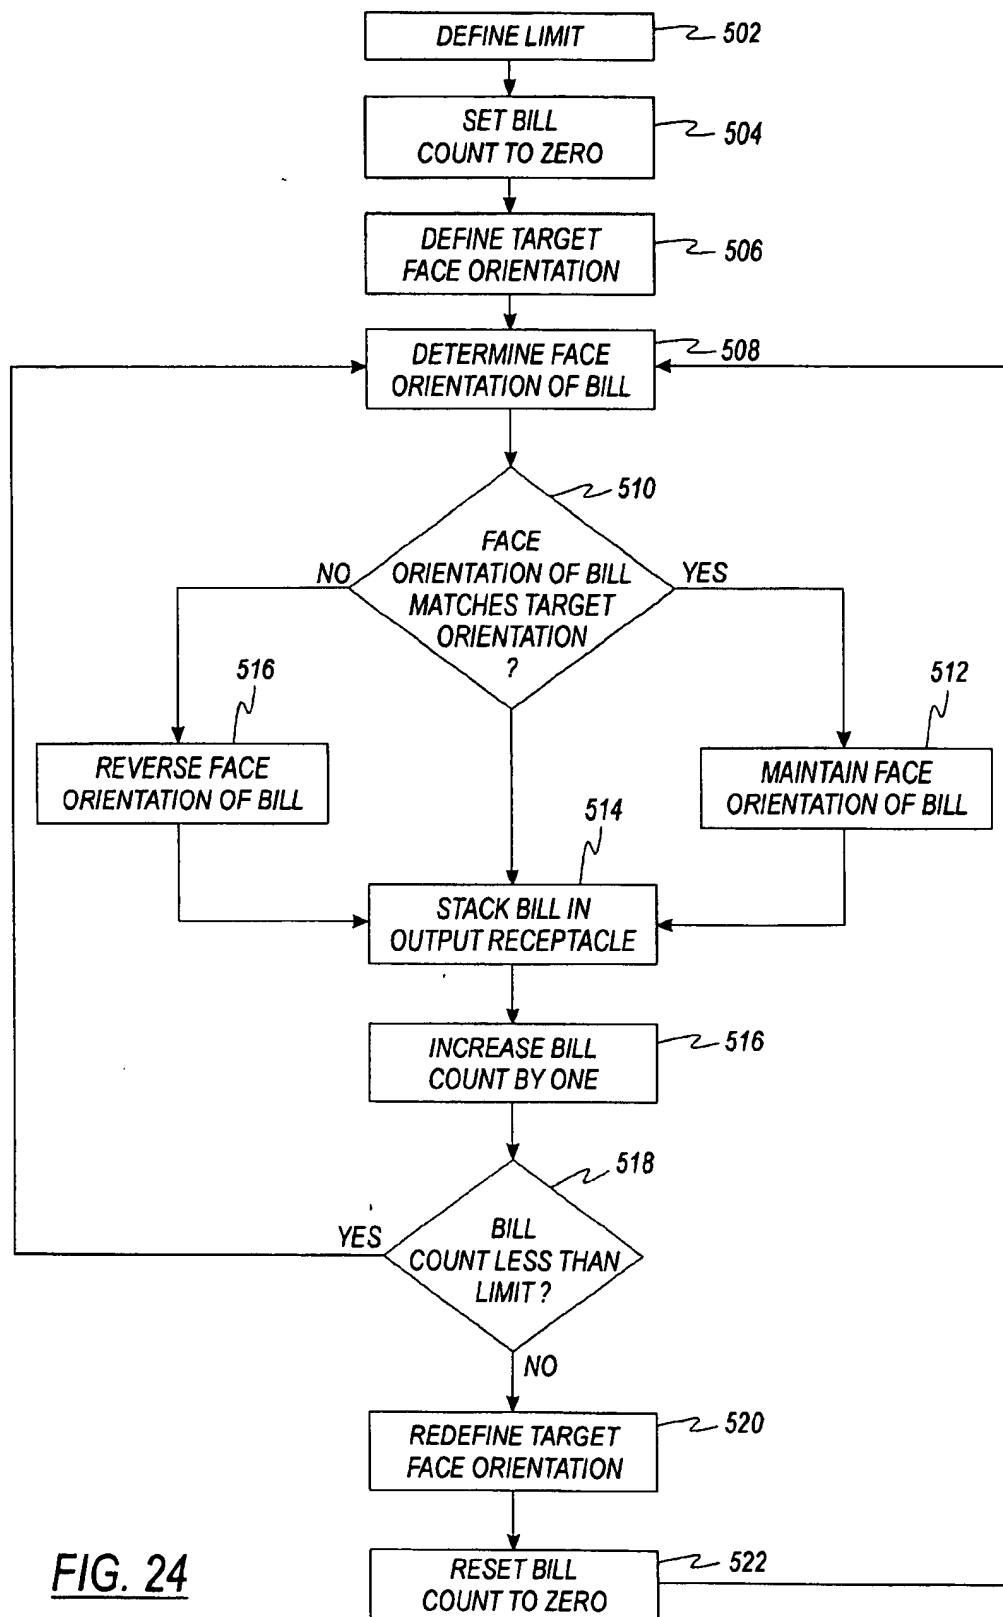 DEFINE LIMIT
502
SET BILL
COUNT TO ZERO
504
DEFINE TARGET
FACE ORIENTATION
506
DETERMINE FACE
ORIENTATION OF BILL
508
510
FACE
ORIENTATION OF BILL
MATCHES TARGET
ORIENTATION
?
NO
YES
516
REVERSE FACE
ORIENTATION OF BILL
512
MAINTAIN FACE
ORIENTATION OF BILL
514
STACK BILL IN
OUTPUT RECEPTACLE
INCREASE BILL
COUNT BY ONE
516
518
BILL
COUNT LESS THAN
LIMIT?
YES
NO
REDEFINE TARGET
FACE ORIENTATION
520
RESET BILL
COUNT TO ZERO
522
FIG. 24